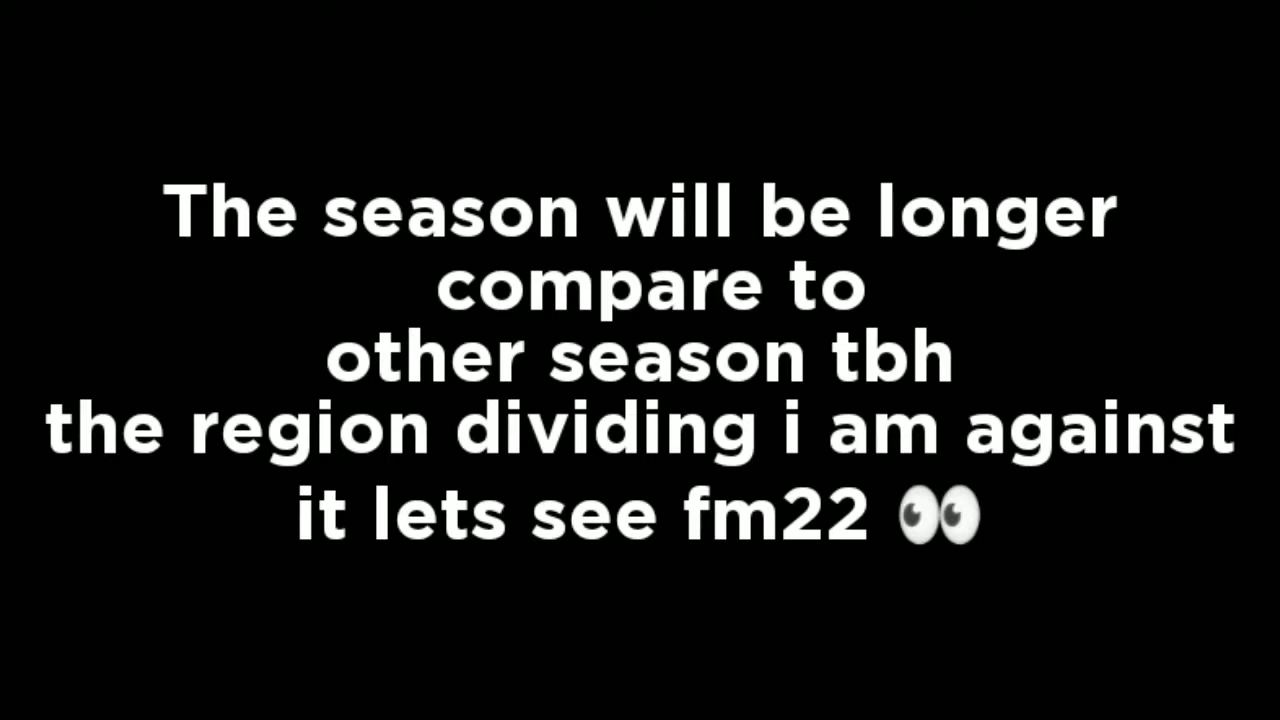 The season will be longer
compare to
other season tbh
the region dividing i am against
it lets see fm22 👀